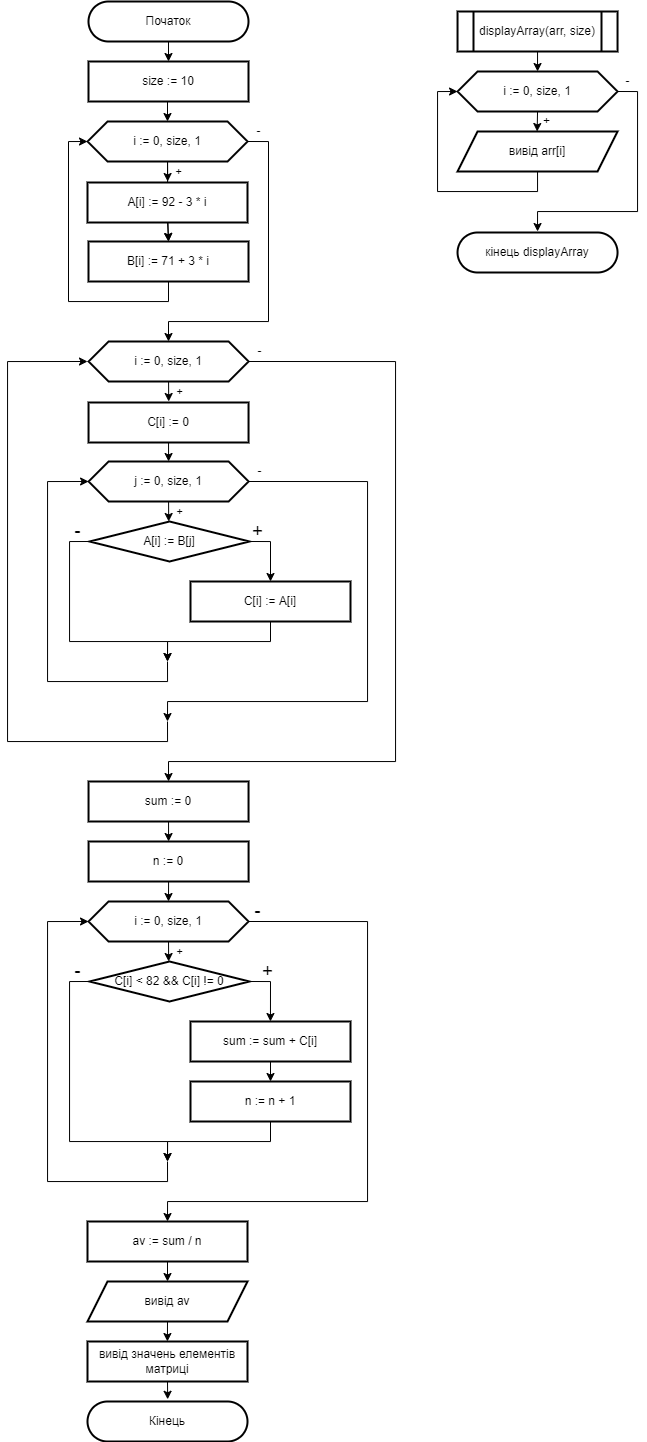 Початок
size := 10
i := 0, size, 1
-
+
A[i] := 92 - 3 * i
B[i] := 71 + 3 * i
i := 0, size, 1
-
+
C[i] := 0
j := 0, size, 1
-
+
-
+
A[i] := B[j]
C[i] := A[i]
sum := 0
n := 0
i := 0, size, 1
-
+
-
+
C[i] < 82 && C[i] != 0
sum := sum + C[i]
n := n + 1
av := sum / n
вивід av
вивід значень елементів
матриці
Кінець
displayArray(arr, size)
i := 0, size, 1
-
+
вивід arr[i]
кінець displayArray